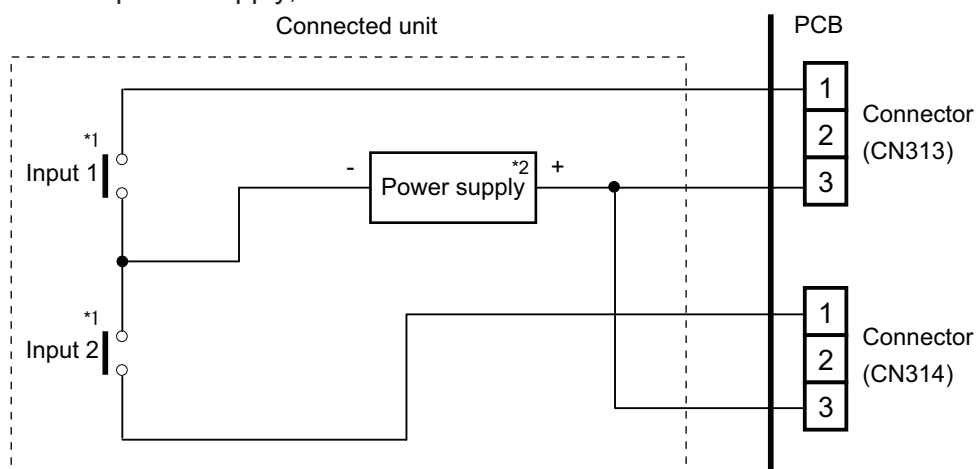 Connected unit
PCB
1
2
3
Connector
(CN313)
*1
Input 1
-
Power supply
*2
+
*1
Input 2
1
2
3
Connector
(CN314)